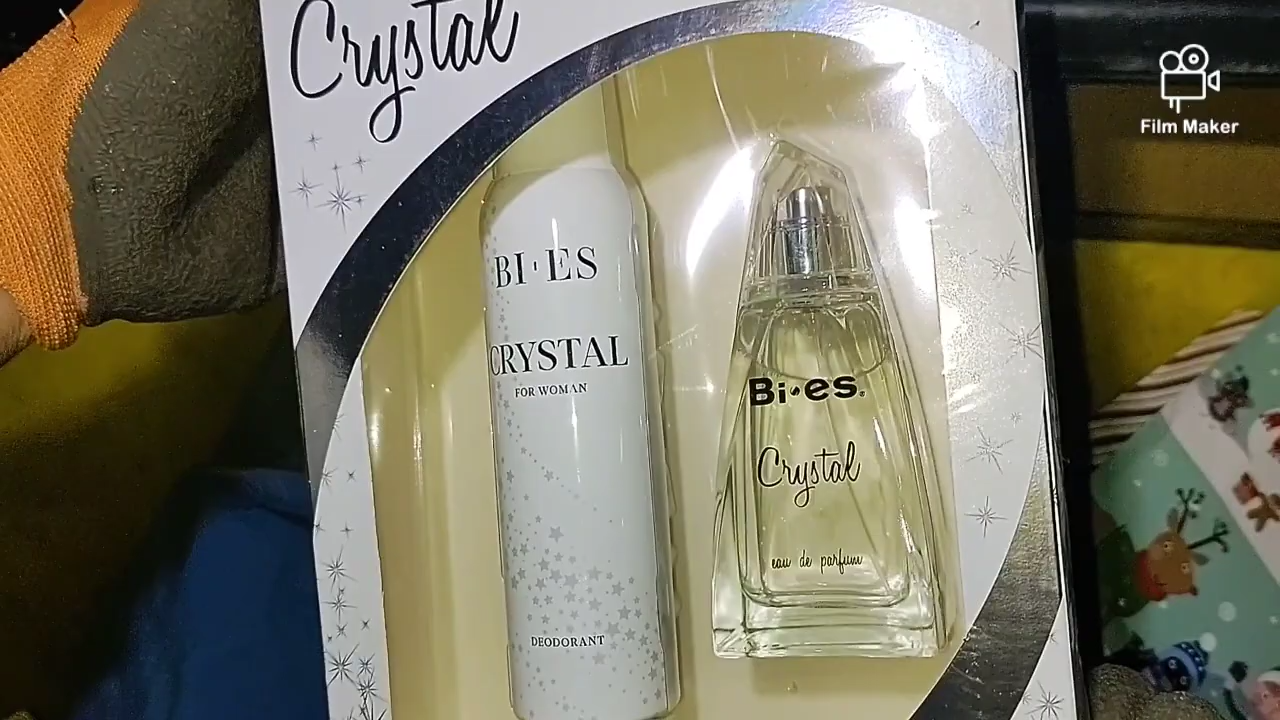 Crystal
Film Maker
BI·ES
CRYSTAL
FOR WOMAN
DEODORANT
Bi·es®
Crystal
eau de parfum